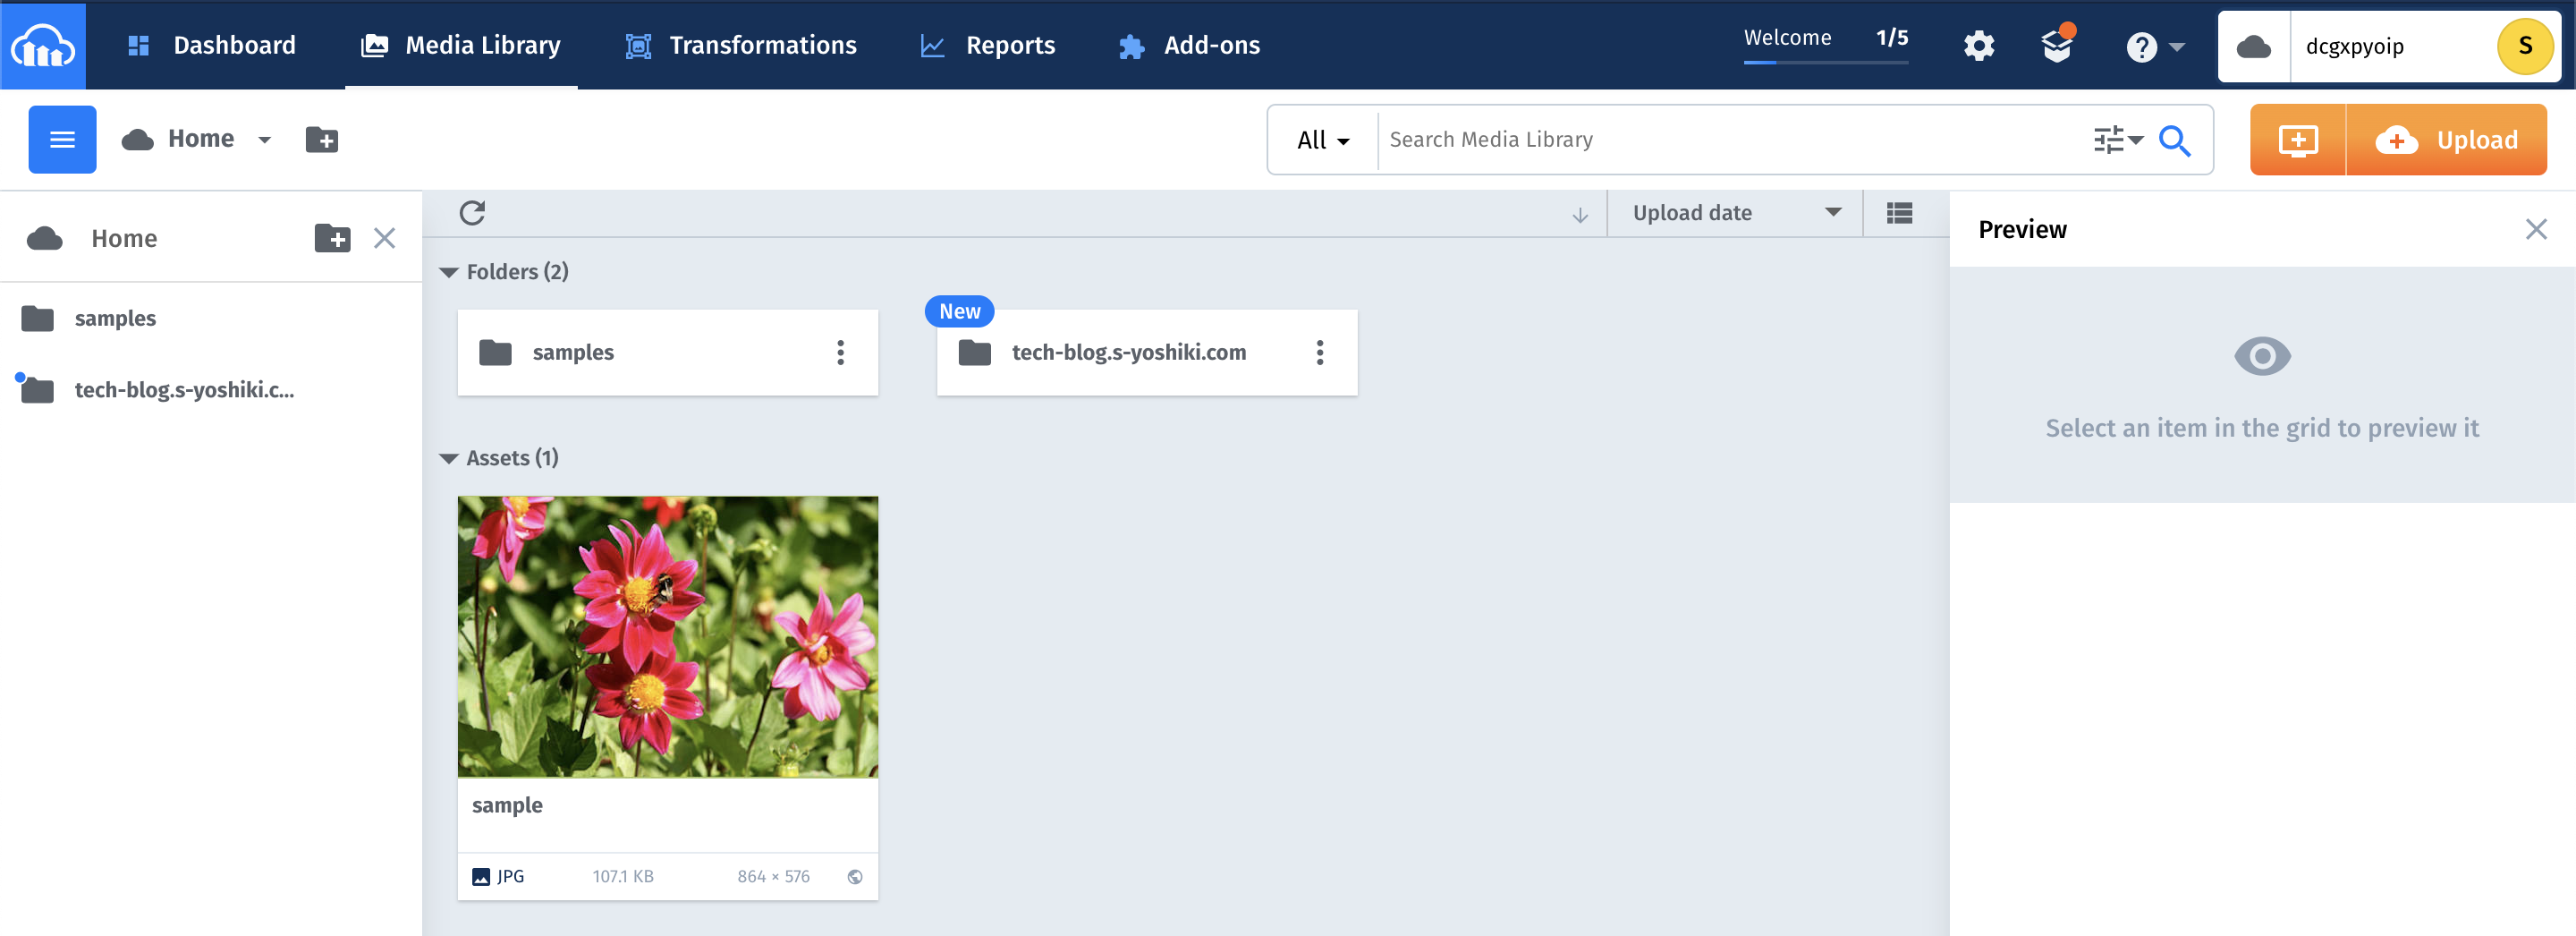 Dashboard
Media Library
Transformations
Reports
Add-ons
Welcome 1/5
dcgxpyoip
S
Home
All
Search Media Library
Upload
Home
samples
tech-blog.s-yoshiki.c...
Upload date
Folders (2)
samples
New
tech-blog.s-yoshiki.com
Assets (1)
sample
JPG 107.1 KB 864 × 576
Preview
Select an item in the grid to preview it